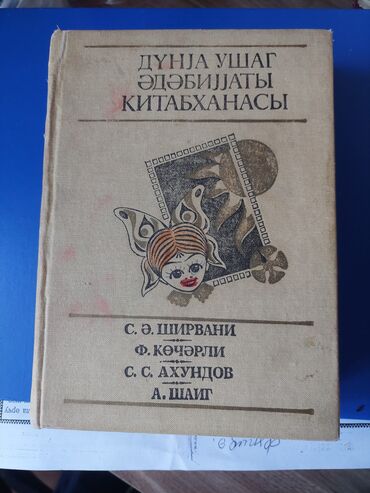 ДҮНЈА УШАГ
ӘДӘБИЈЈАТЫ
КИТАБХАНАСЫ
С. Ә. ШИРВАНИ
Ф. КӨЧӘРЛИ
С. С. АХУНДОВ
А. ШАИГ